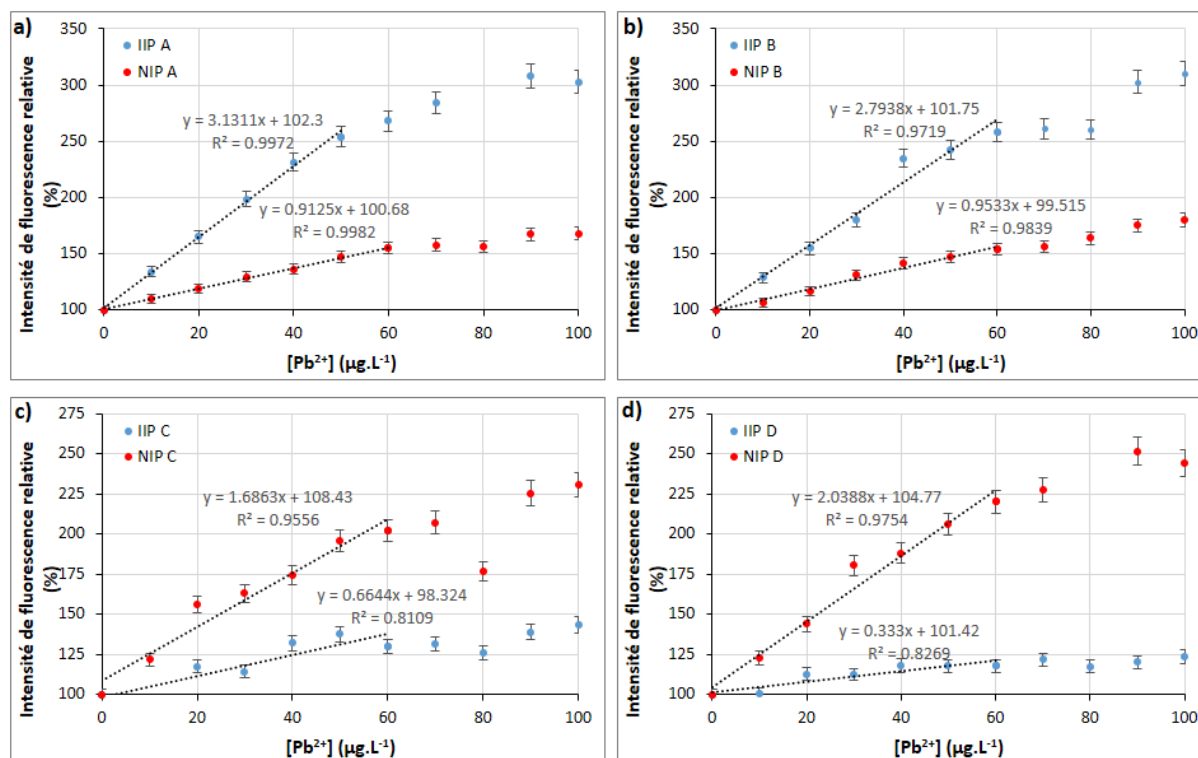 a)
IIP A
NIP A
y = 3.1311x + 102.3
R² = 0.9972
y = 0.9125x + 100.68
R² = 0.9982
Intensité de fluorescence relative
(%)
350
300
250
200
150
100
0 20 40 60 80 100
[Pb²⁺] (µg.L⁻¹)
b)
IIP B
NIP B
y = 2.7938x + 101.75
R² = 0.9719
y = 0.9533x + 99.515
R² = 0.9839
Intensité de fluorescence relative
(%)
350
300
250
200
150
100
0 20 40 60 80 100
[Pb²⁺] (µg.L⁻¹)
c)
IIP C
NIP C
y = 1.6863x + 108.43
R² = 0.9556
y = 0.6644x + 98.324
R² = 0.8109
Intensité de fluorescence relative
(%)
275
250
225
200
175
150
125
100
0 20 40 60 80 100
[Pb²⁺] (µg.L⁻¹)
d)
IIP D
NIP D
y = 2.0388x + 104.77
R² = 0.9754
y = 0.333x + 101.42
R² = 0.8269
Intensité de fluorescence relative
(%)
275
250
225
200
175
150
125
100
0 20 40 60 80 100
[Pb²⁺] (µg.L⁻¹)